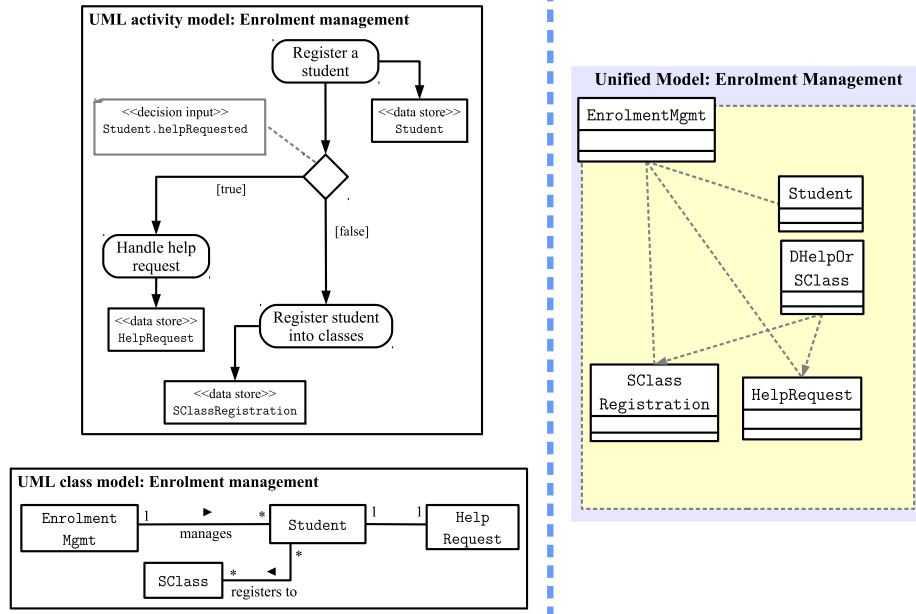 UML activity model: Enrolment management
Register a
student
<<decision input>>
Student.helpRequested
<<data store>>
Student
[true]
[false]
Handle help
request
<<data store>>
HelpRequest
Register student
into classes
<<data store>>
SClassRegistration
UML class model: Enrolment management
Enrolment
Mgmt
1
manages
*
Student
1
1
Help
Request
*
SClass
*
registers to
Unified Model: Enrolment Management
EnrolmentMgmt
Student
DHelpOr
SClass
SClass
Registration
HelpRequest